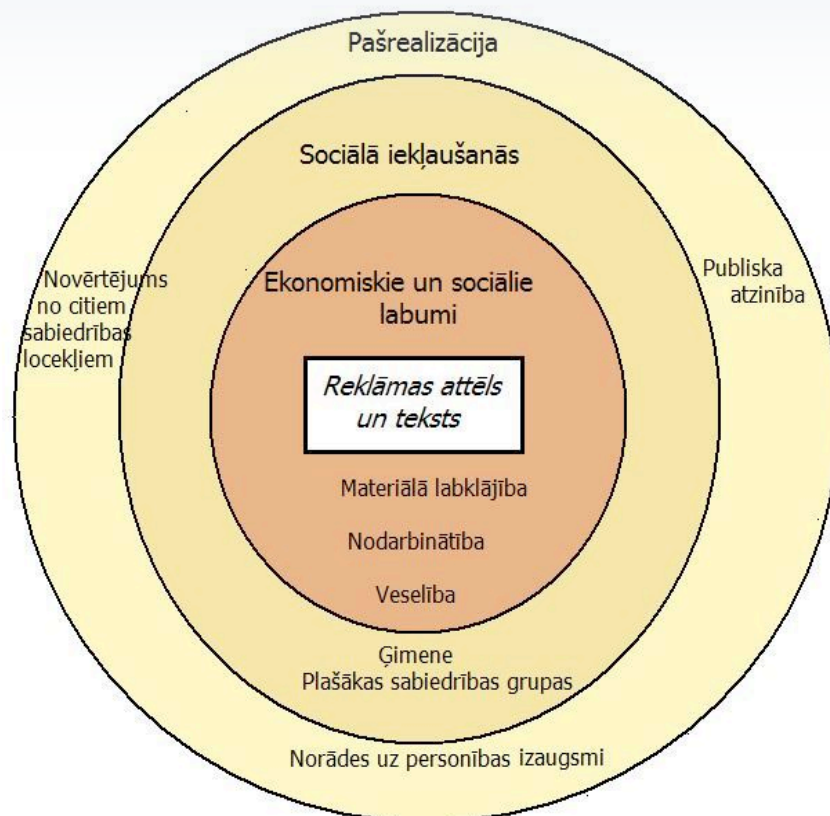 Pašrealizācija
Sociālā iekļaušanās
Ekonomiskie un sociālie
labumi
Novērtējums
no citiem
sabiedrības
locekļiem
Publiska
atzinība
Reklāmas attēls
un teksts
Materiālā labklājība
Nodarbinātība
Veselība
Ģimene
Plašākas sabiedrības grupas
Norādes uz personības izaugsmi